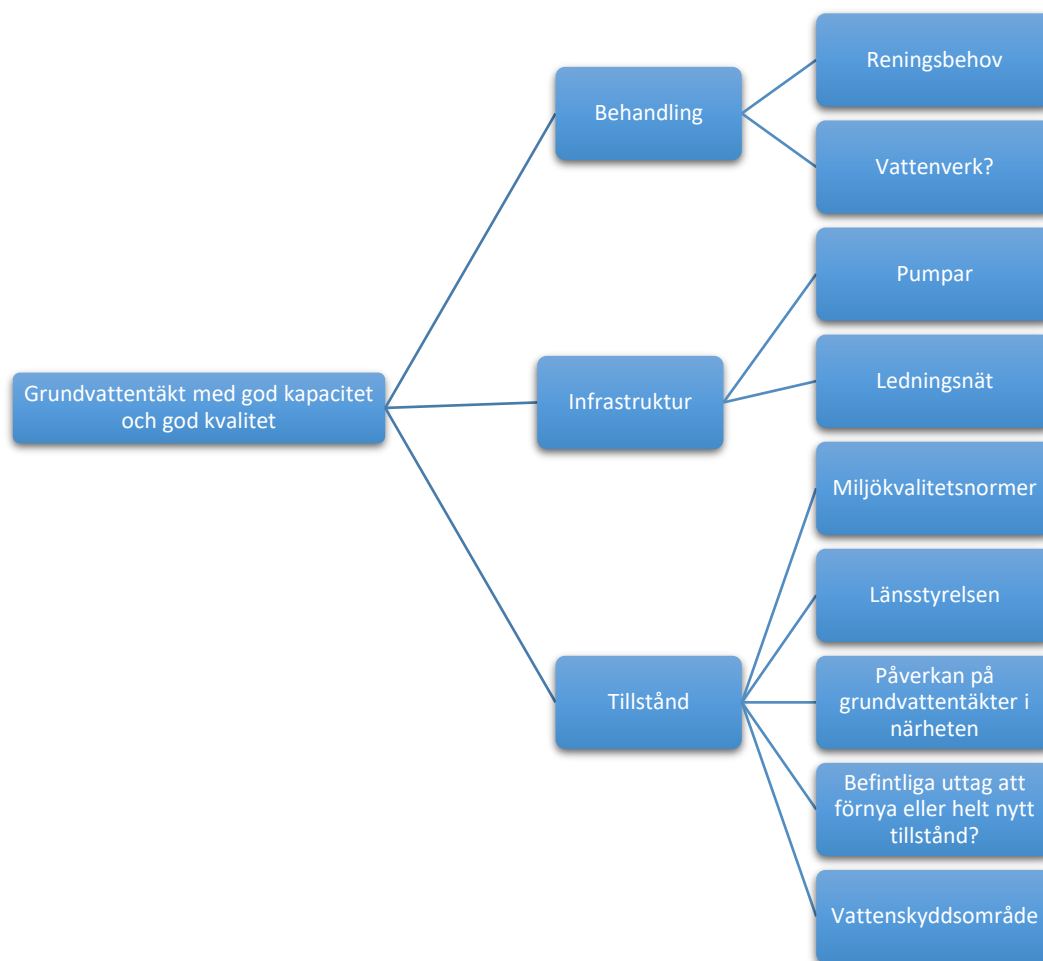 Grundvattentäkt med god kapacitet
och god kvalitet
Behandling
Reningsbehov
Vattenverk?
Infrastruktur
Pumpar
Ledningsnät
Tillstånd
Miljökvalitetsnormer
Länsstyrelsen
Påverkan på
grundvattentäkter i
närheten
Befintliga uttag att
förnya eller helt nytt
tillstånd?
Vattenskyddsområde